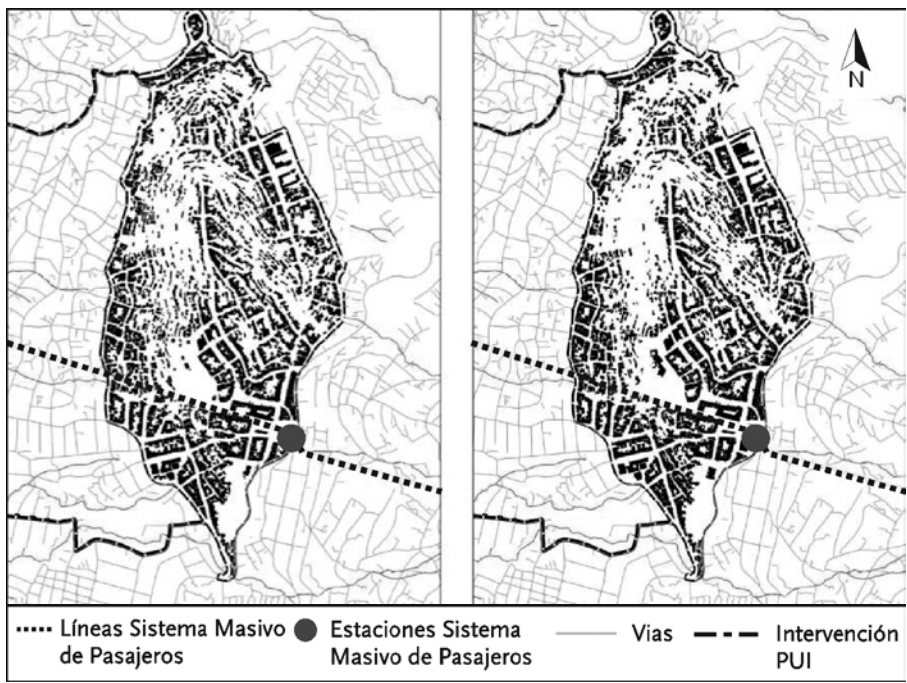 N
Líneas Sistema Masivo
de Pasajeros
Estaciones Sistema
Masivo de Pasajeros
Vias
Intervención
PUI